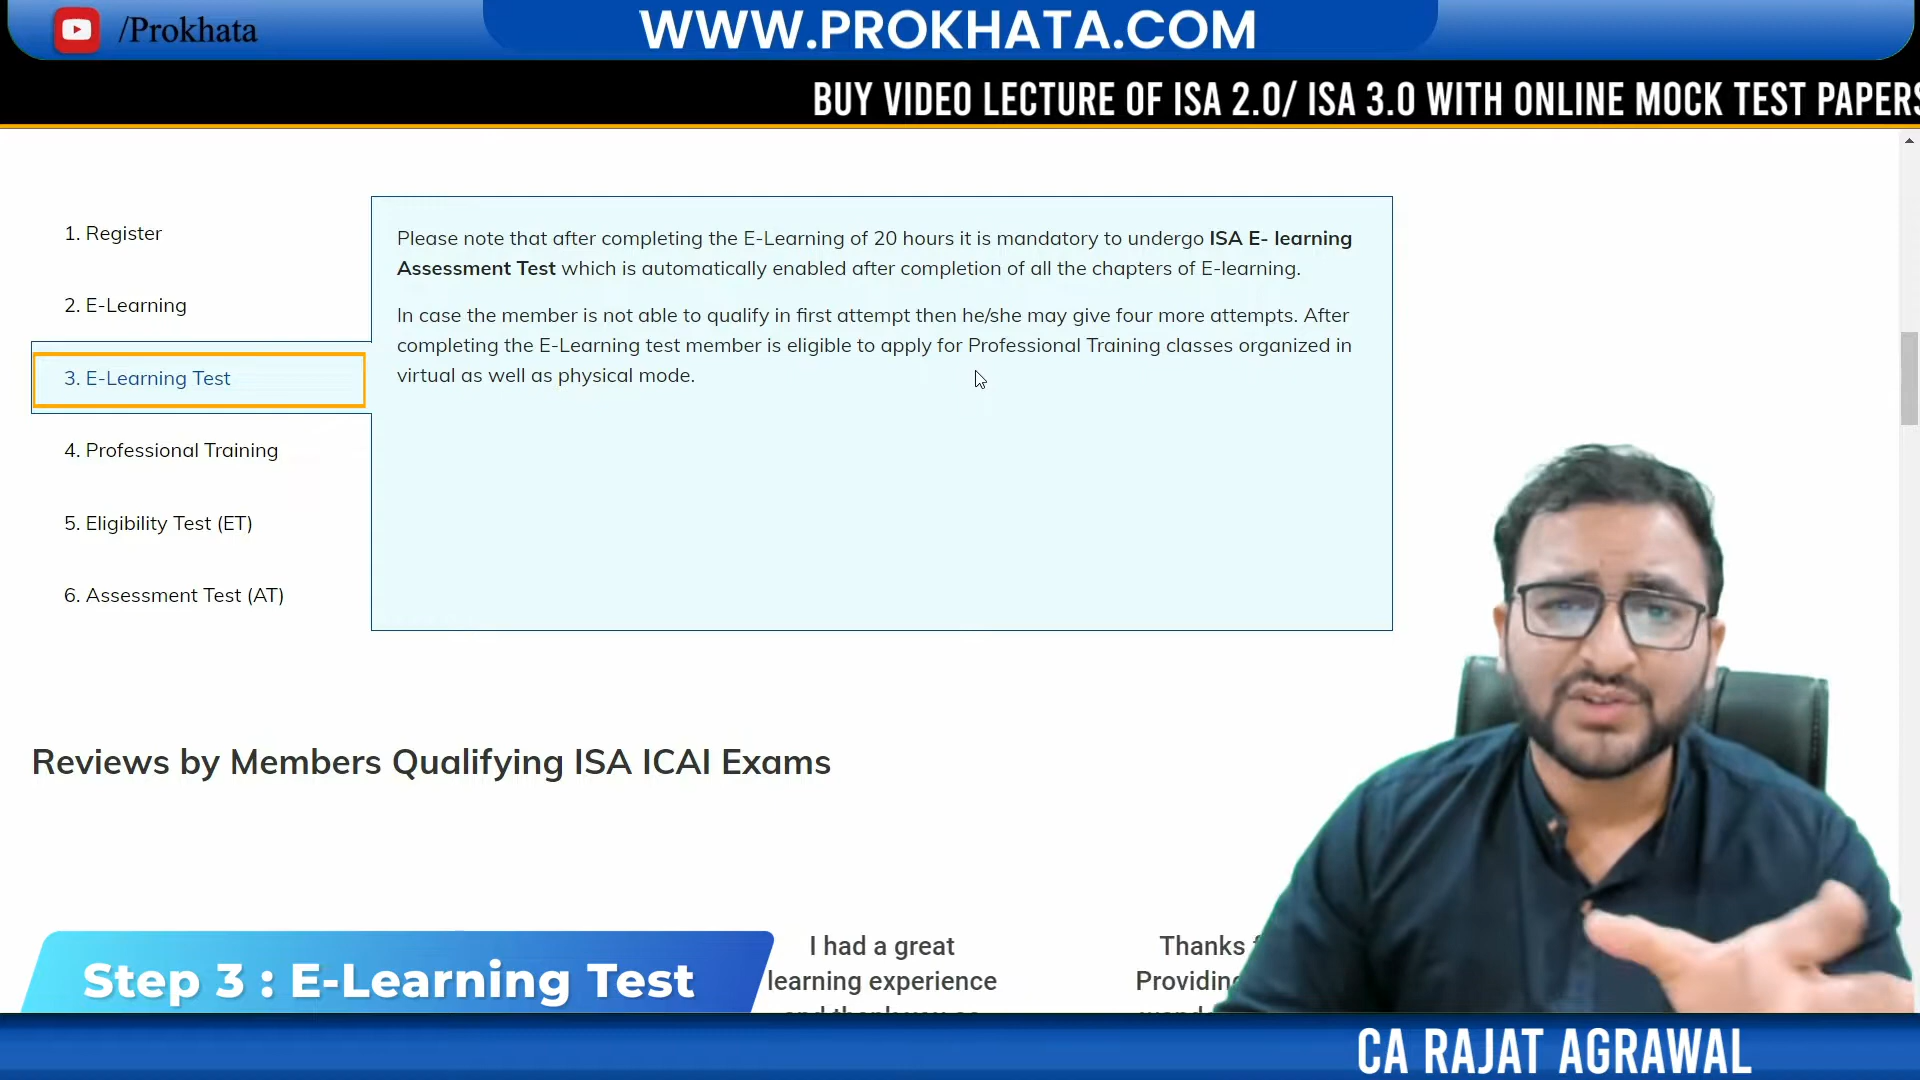 /Prokhata
WWW.PROKHATA.COM
BUY VIDEO LECTURE OF ISA 2.0/ ISA 3.0 WITH ONLINE MOCK TEST PAPERS
1. Register
2. E-Learning
3. E-Learning Test
4. Professional Training
5. Eligibility Test (ET)
6. Assessment Test (AT)
Please note that after completing the E-Learning of 20 hours it is mandatory to undergo ISA E- learning
Assessment Test which is automatically enabled after completion of all the chapters of E-learning.
In case the member is not able to qualify in first attempt then he/she may give four more attempts. After
completing the E-Learning test member is eligible to apply for Professional Training classes organized in
virtual as well as physical mode.
Reviews by Members Qualifying ISA ICAI Exams
I had a great
learning experience
Thanks
Providing
Step 3 : E-Learning Test
CA RAJAT AGRAWAL